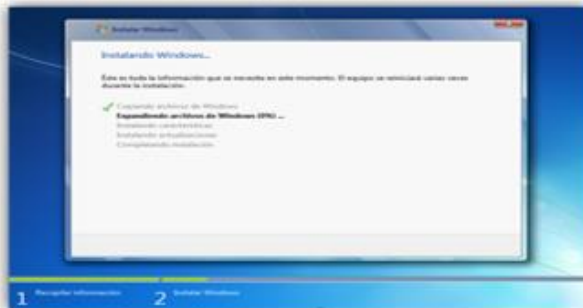 Instalar Windows
Instalando Windows...
Ésta es toda la información que se necesita en este momento. El equipo se reiniciará varias veces
durante la instalación.
Copiando archivos de Windows
Expandiendo archivos de Windows (0%) ...
Instalando características
Instalando actualizaciones
Completando instalación
1 Recopilar información
2 Instalar Windows